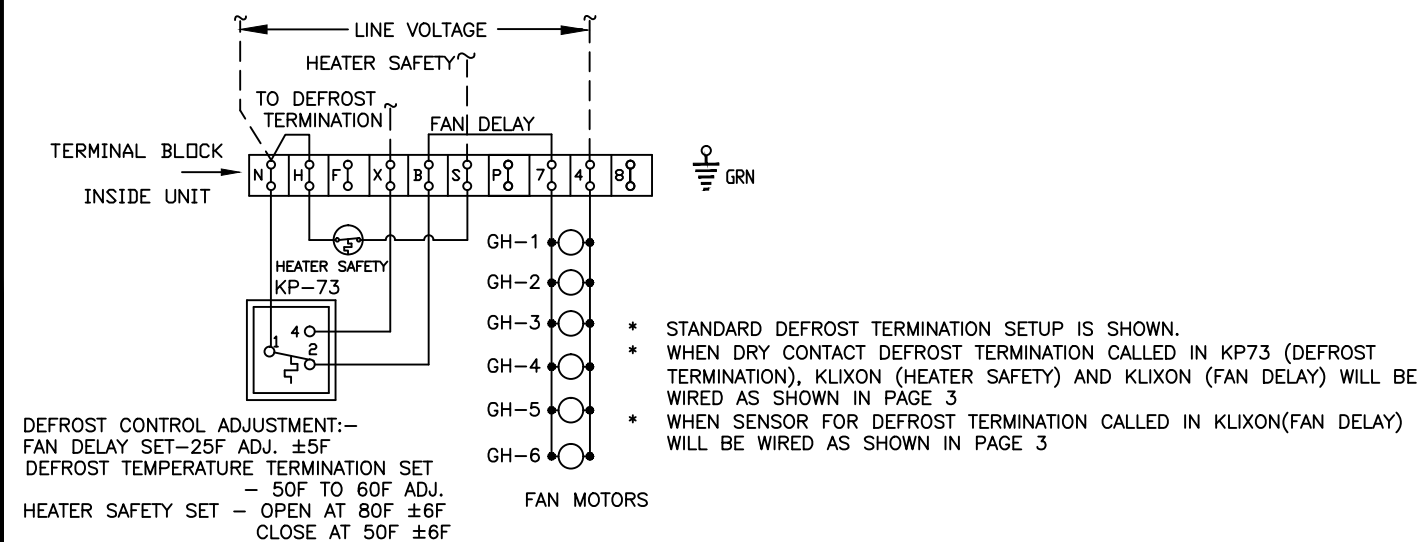 LINE VOLTAGE
HEATER SAFETY
TO DEFROST
TERMINATION
FAN DELAY
TERMINAL BLOCK
INSIDE UNIT
N H F X B S P 7 4 8
GRN
HEATER SAFETY
KP-73
4
1
2
GH-1
GH-2
GH-3
GH-4
GH-5
GH-6
FAN MOTORS
DEFROST CONTROL ADJUSTMENT:-
FAN DELAY SET-25F ADJ. ±5F
DEFROST TEMPERATURE TERMINATION SET
- 50F TO 60F ADJ.
HEATER SAFETY SET - OPEN AT 80F ±6F
CLOSE AT 50F ±6F
* STANDARD DEFROST TERMINATION SETUP IS SHOWN.
* WHEN DRY CONTACT DEFROST TERMINATION CALLED IN KP73 (DEFROST
TERMINATION), KLIXON (HEATER SAFETY) AND KLIXON (FAN DELAY) WILL BE
WIRED AS SHOWN IN PAGE 3
* WHEN SENSOR FOR DEFROST TERMINATION CALLED IN KLIXON(FAN DELAY)
WILL BE WIRED AS SHOWN IN PAGE 3